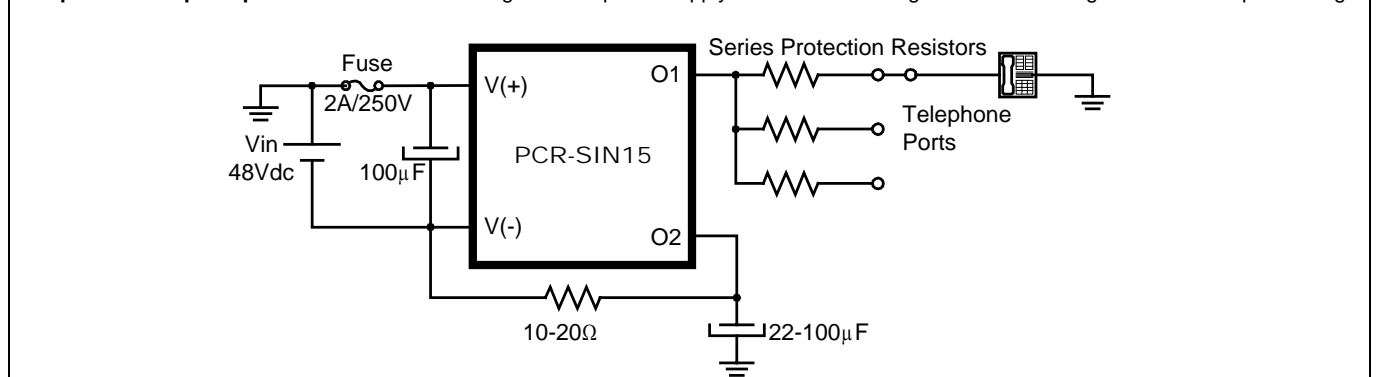 Series Protection Resistors
Fuse
2A/250V
V(+)
O1
Vin
48Vdc
100μF
PCR-SIN15
Telephone
Ports
V(-)
O2
10-20Ω
22-100μF